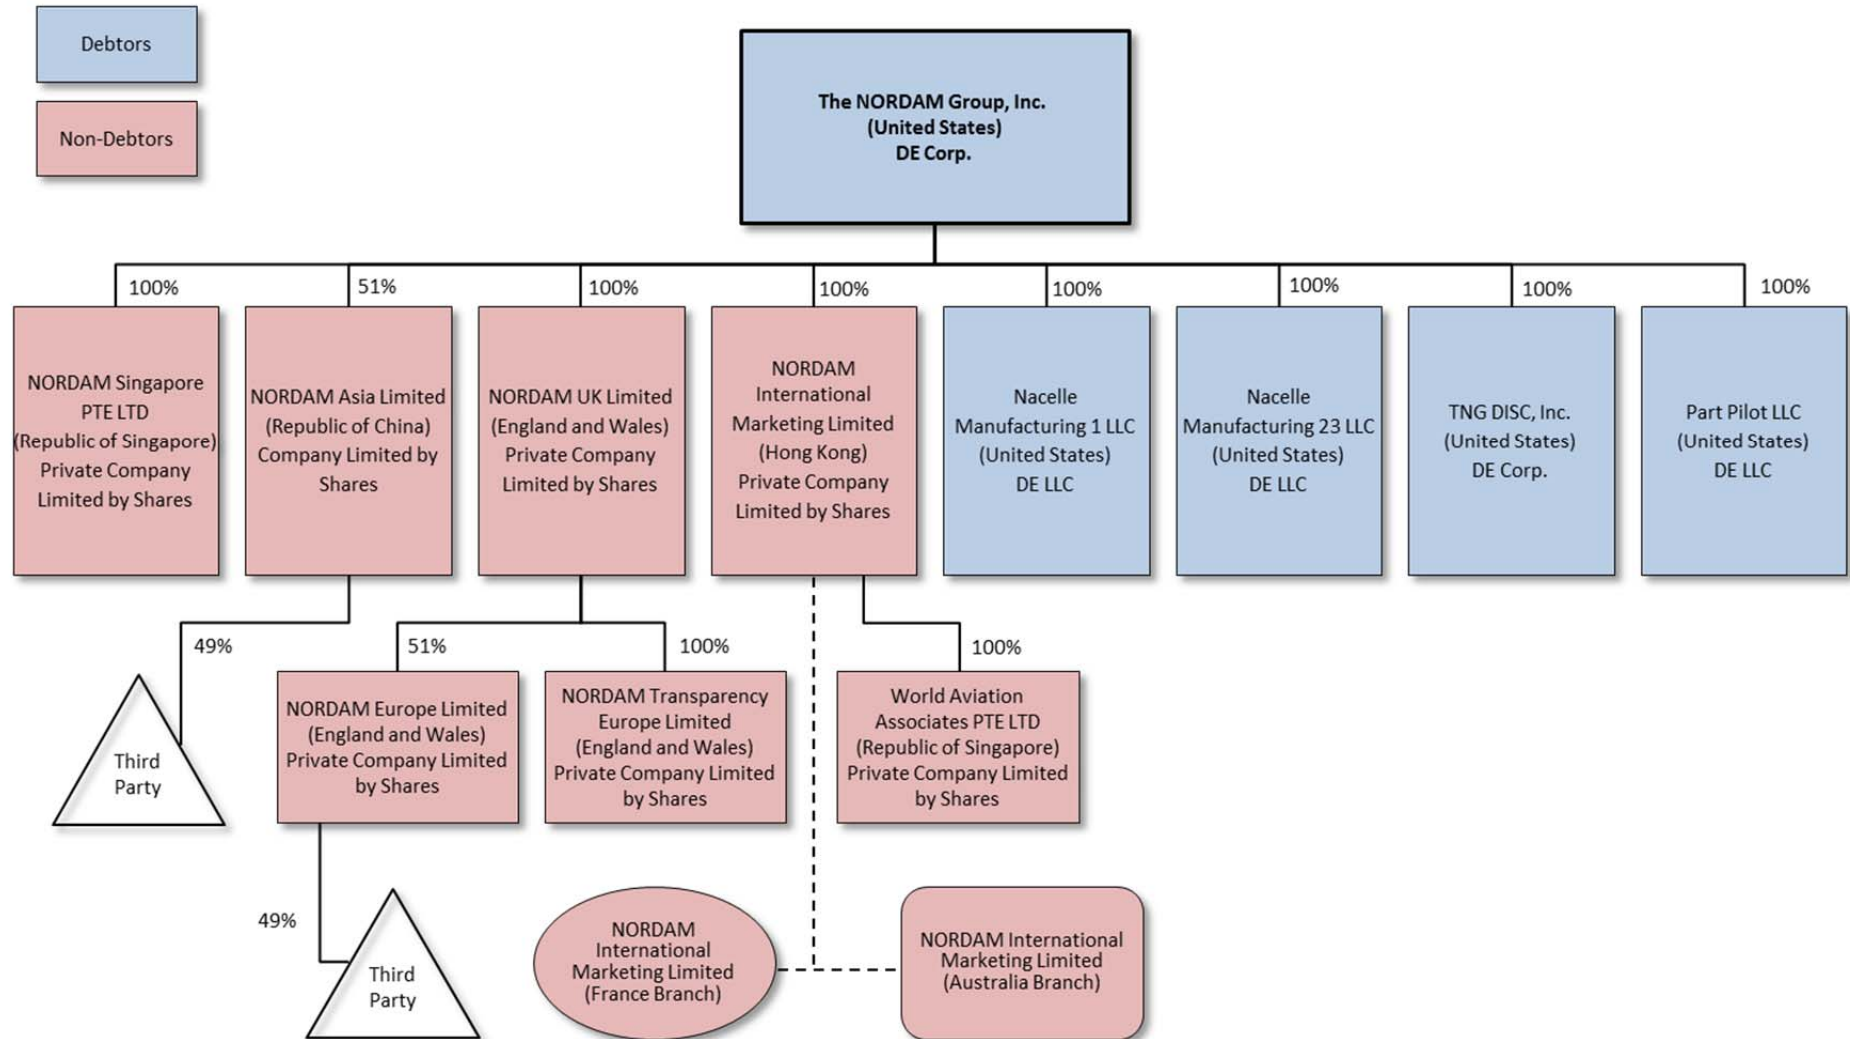 Debtors
Non-Debtors
The NORDAM Group, Inc.
(United States)
DE Corp.
100%
51%
100%
100%
100%
100%
100%
100%
NORDAM Singapore
PTE LTD
(Republic of Singapore)
Private Company
Limited by Shares
NORDAM Asia Limited
(Republic of China)
Company Limited by
Shares
NORDAM UK Limited
(England and Wales)
Private Company
Limited by Shares
NORDAM
International
Marketing Limited
(Hong Kong)
Private Company
Limited by Shares
Nacelle
Manufacturing 1 LLC
(United States)
DE LLC
Nacelle
Manufacturing 23 LLC
(United States)
DE LLC
TNG DISC, Inc.
(United States)
DE Corp.
Part Pilot LLC
(United States)
DE LLC
49%
51%
100%
100%
Third
Party
NORDAM Europe Limited
(England and Wales)
Private Company Limited
by Shares
NORDAM Transparency
Europe Limited
(England and Wales)
Private Company Limited
by Shares
World Aviation
Associates PTE LTD
(Republic of Singapore)
Private Company Limited
by Shares
49%
Third
Party
NORDAM
International
Marketing Limited
(France Branch)
NORDAM International
Marketing Limited
(Australia Branch)